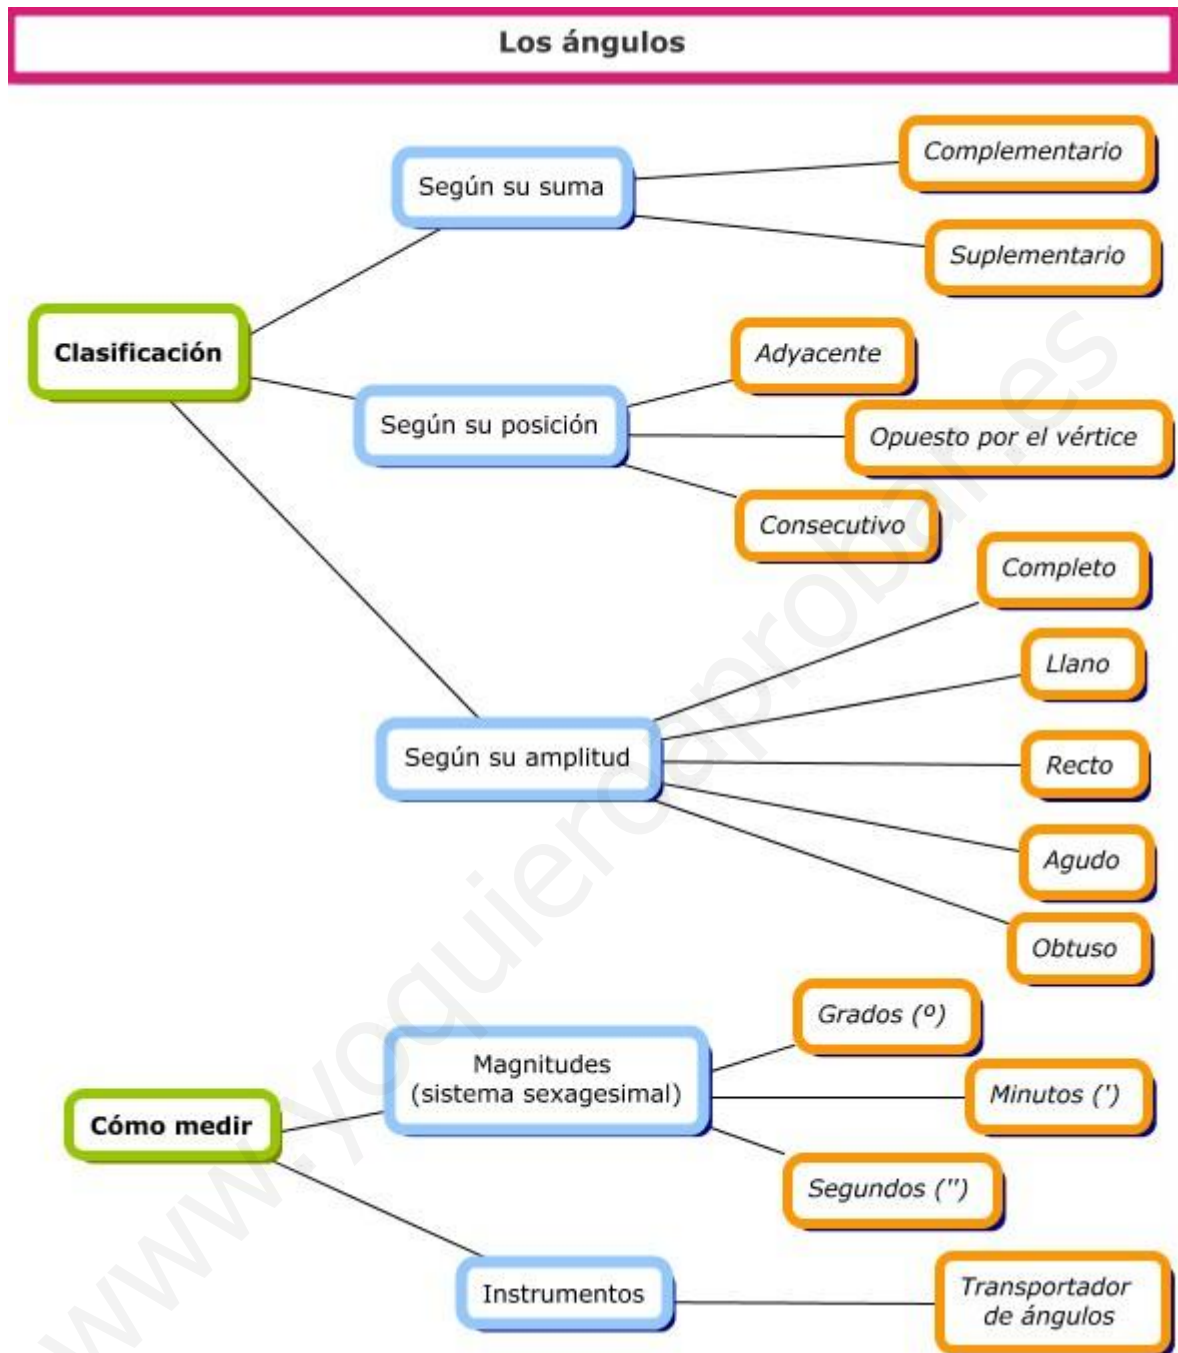 Los ángulos
Complementario
Según su suma
Suplementario
Clasificación
Adyacente
Según su posición
Opuesto por el vértice
Consecutivo
Completo
Llano
Según su amplitud
Recto
Agudo
Obtuso
Grados (º)
Magnitudes
(sistema sexagesimal)
Minutos (')
Cómo medir
Segundos ('')
Instrumentos
Transportador
de ángulos
www.yoquieroaprobar.es